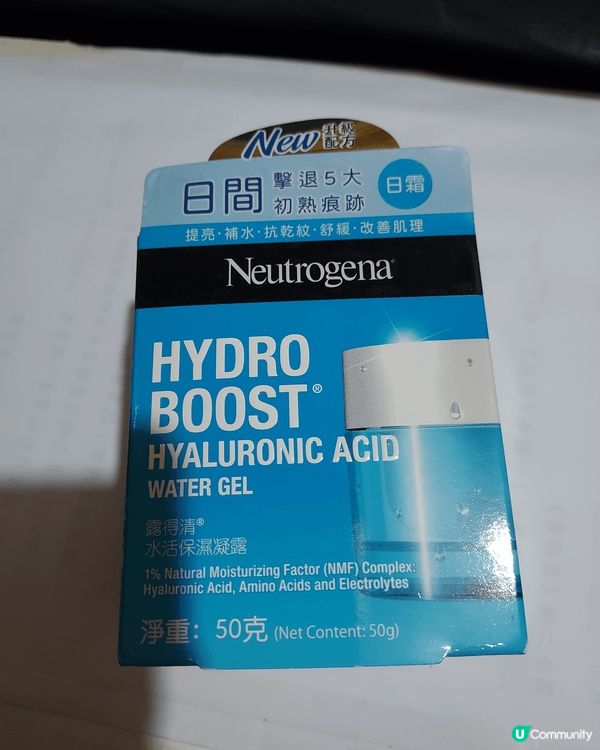 New 升級
配方
日間 擊退5大
初熟痕跡
日霜
提亮·補水·抗乾紋·舒緩·改善肌理
Neutrogena®
HYDRO
BOOST®
HYALURONIC ACID
WATER GEL
露得清®
水活保濕凝露
1% Natural Moisturizing Factor (NMF) Complex:
Hyaluronic Acid, Amino Acids and Electrolytes
淨重: 50克 (Net Content: 50g)
U Community